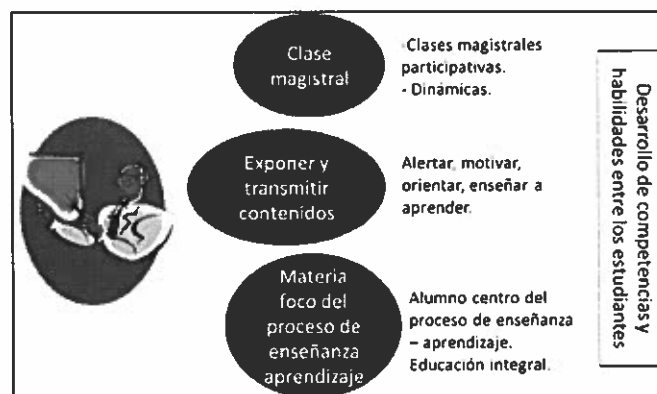 Clase
magistral
-Clases magistrales
participativas.
- Dinámicas.
Exponer y
transmitir
contenidos
Alertar, motivar,
orientar, enseñar a
aprender.
Materia
foco del
proceso de
enseñanza
aprendizaje
Alumno centro del
proceso de enseñanza
– aprendizaje.
Educación integral.
Desarrollo de competencias y
habilidades entre los estudiantes